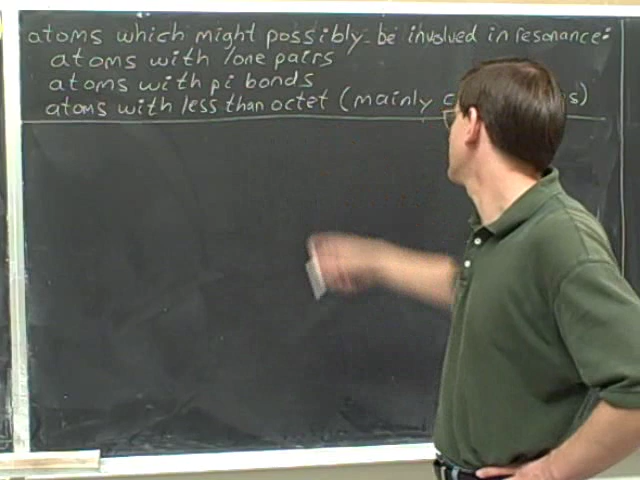 atoms which might possibly be involved in resonance:
atoms with lone pairs
atoms with pi bonds
atoms with less than octet (mainly